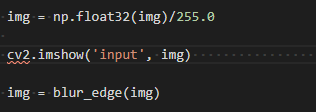 img = np.float32(img)/255.0
cv2.imshow('input', img)
img = blur_edge(img)